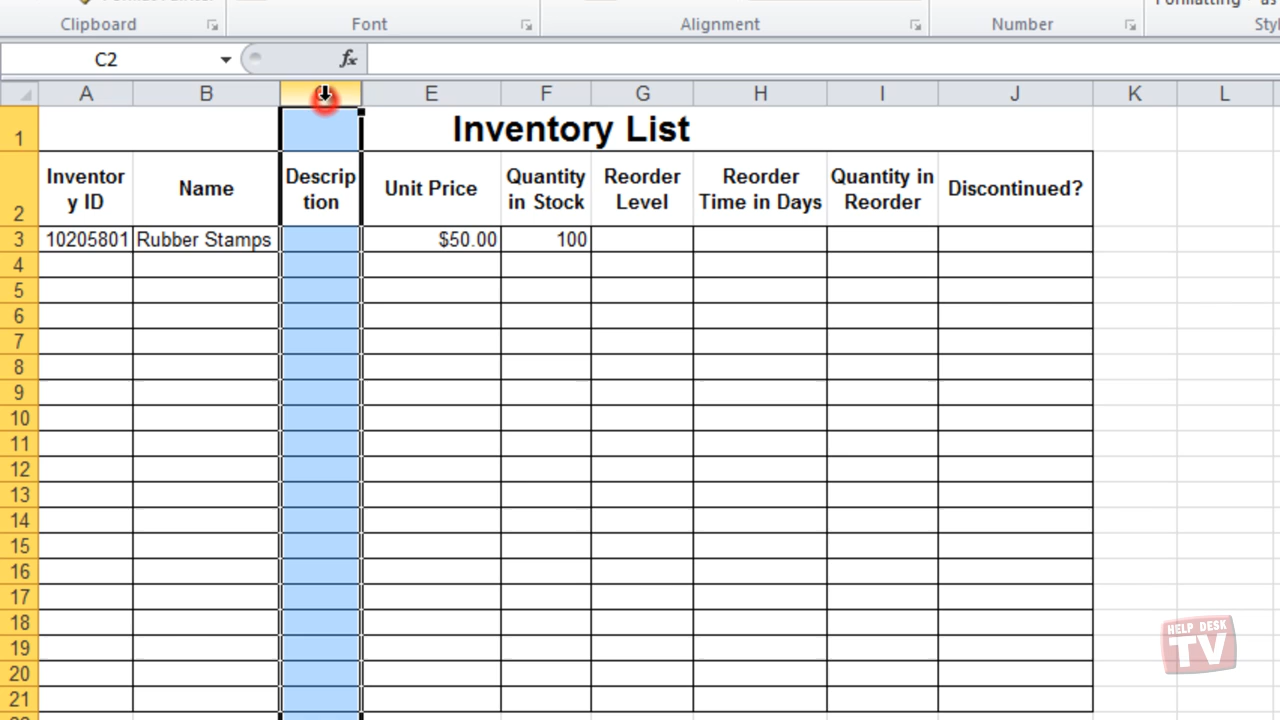 Formatting as
Clipboard Font Alignment Number
C2 fx
A B E F G H I J K L
1 Inventory List
2 Inventor y ID Name Descrip tion Unit Price Quantity in Stock Reorder Level Reorder Time in Days Quantity in Reorder Discontinued?
3 10205801 Rubber Stamps $50.00 100
4
5
6
7
8
9
10
11
12
13
14
15
16
17
18
19
20
21
HELP DESK
TV